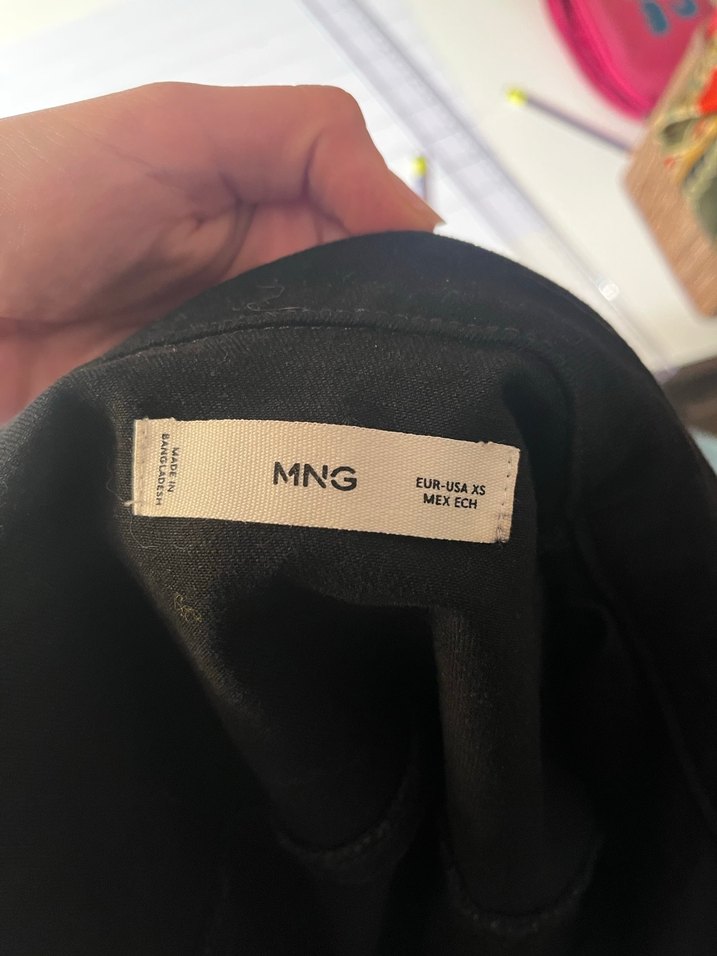 MADE IN
BANGLADESH
MNG
EUR-USA XS
MEX ECH